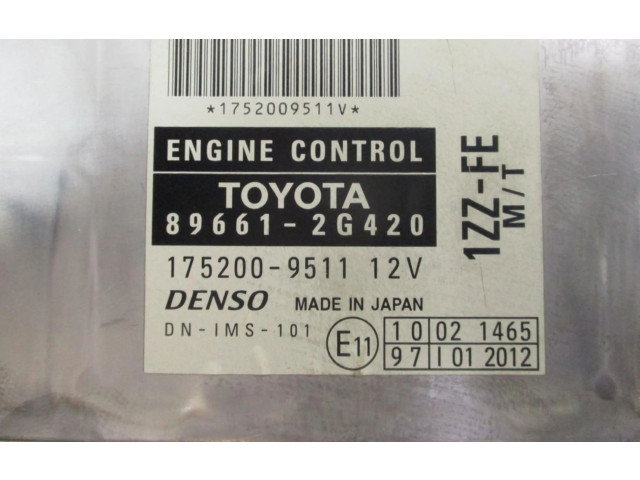 *1752009511V*
ENGINE CONTROL
TOYOTA
89661-2G420
1ZZ-FE
M/T
175200-9511 12V
DENSO MADE IN JAPAN
DN-IMS-101
E11
10 02 1465
97 I 01 2012